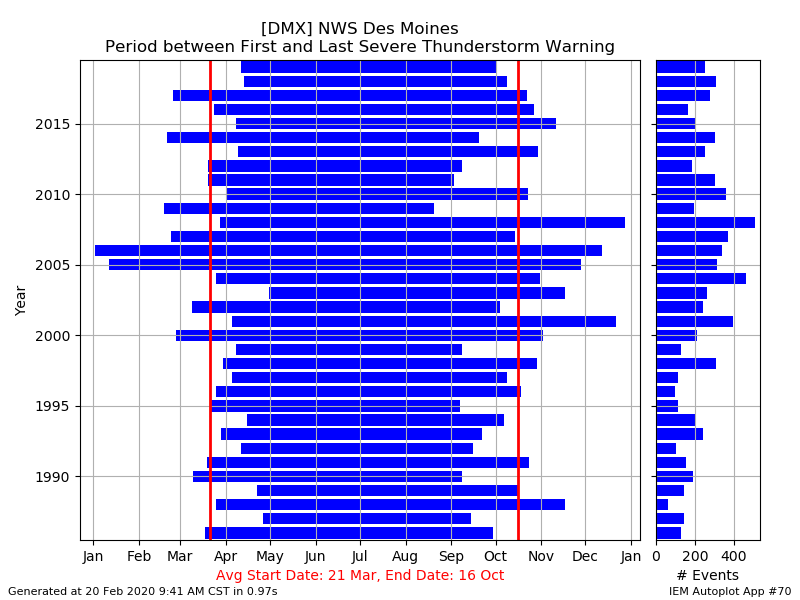 [DMX] NWS Des Moines
Period between First and Last Severe Thunderstorm Warning
Year
2015
2010
2005
2000
1995
1990
Jan Feb Mar Apr May Jun Jul Aug Sep Oct Nov Dec Jan
0 200 400
Avg Start Date: 21 Mar, End Date: 16 Oct
# Events
Generated at 20 Feb 2020 9:41 AM CST in 0.97s
IEM Autoplot App #70